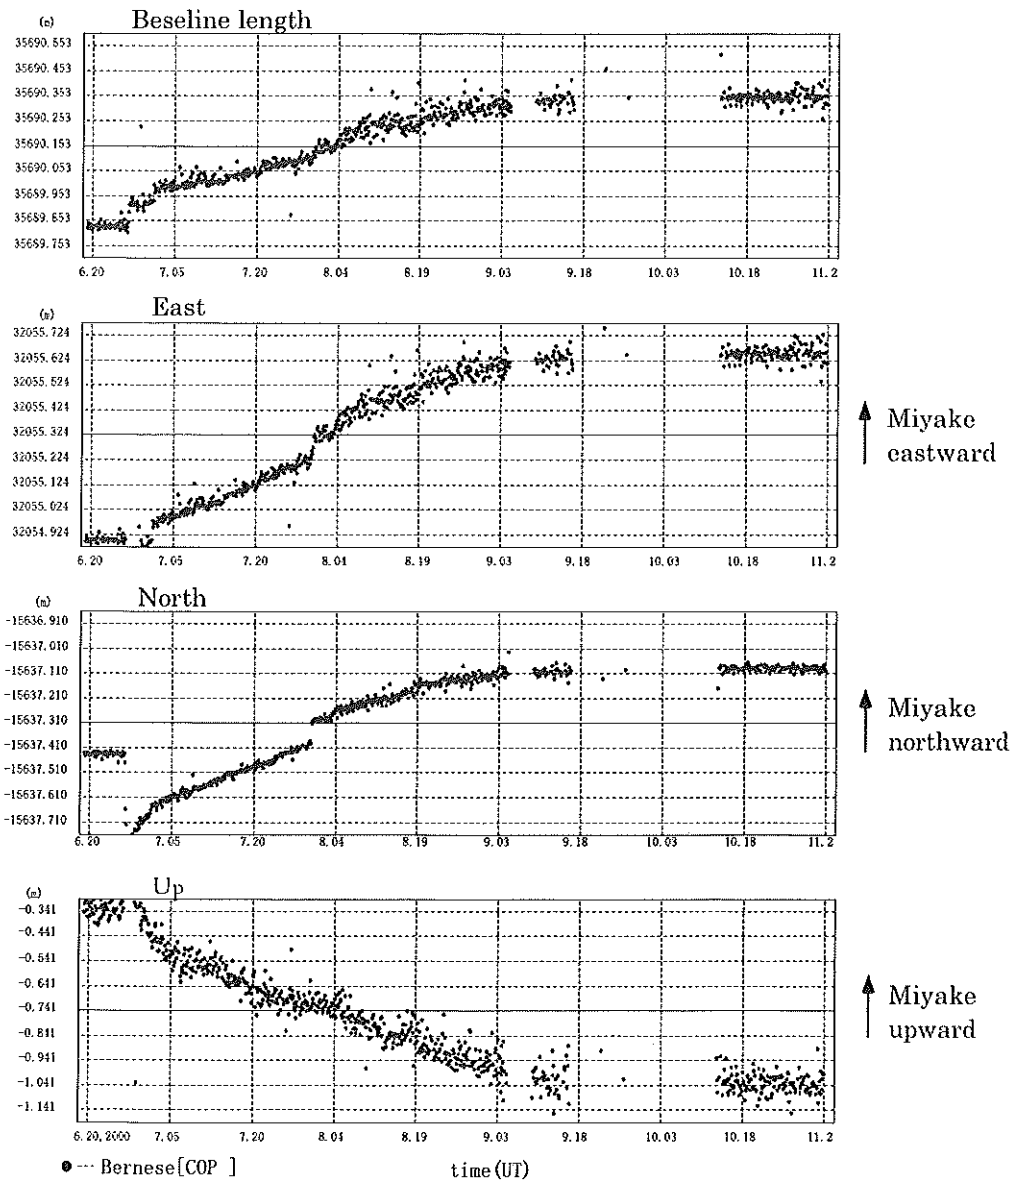 Beseline length
(m)
35690.553
35690.453
35690.353
35690.253
35690.153
35690.053
35689.953
35689.853
35689.753
6.20 7.05 7.20 8.04 8.19 9.03 9.18 10.03 10.18 11.2
East
(m)
32055.724
32055.624
32055.524
32055.424
32055.324
32055.224
32055.124
32055.024
32054.924
6.20 7.05 7.20 8.04 8.19 9.03 9.18 10.03 10.18 11.2
Miyake
eastward
North
(m)
-15636.910
-15637.010
-15637.110
-15637.210
-15637.310
-15637.410
-15637.510
-15637.610
-15637.710
6.20 7.05 7.20 8.04 8.19 9.03 9.18 10.03 10.18 11.2
Miyake
northward
Up
(m)
-0.341
-0.441
-0.541
-0.641
-0.741
-0.841
-0.941
-1.041
-1.141
6.20,2000 7.05 7.20 8.04 8.19 9.03 9.18 10.03 10.18 11.2
Miyake
upward
●--- Bernese[COP ]
time(UT)